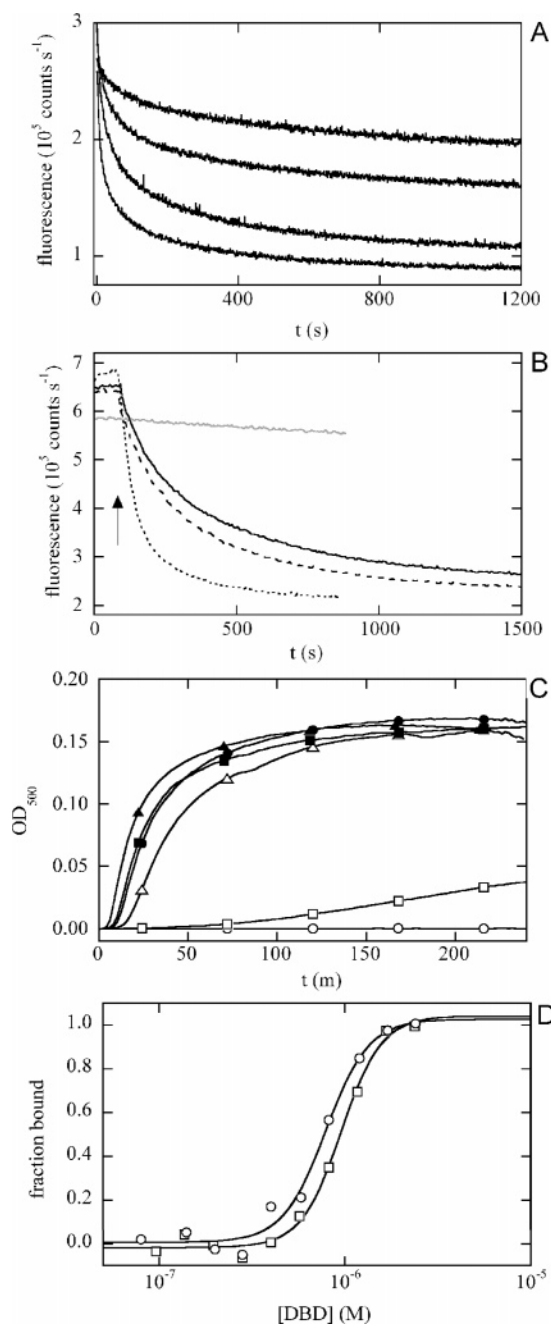 A
3
2
1
fluorescence (10⁵ counts s⁻¹)
0 400 800 1200
t (s)
B
7
6
5
4
3
2
fluorescence (10⁵ counts s⁻¹)
0 500 1000 1500
t (s)
C
0.20
0.15
0.10
0.05
0.00
OD₅₀₀
0 50 100 150 200
t (m)
D
1.0
0.8
0.6
0.4
0.2
0.0
fraction bound
10⁻⁷ 10⁻⁶ 10⁻⁵
[DBD] (M)